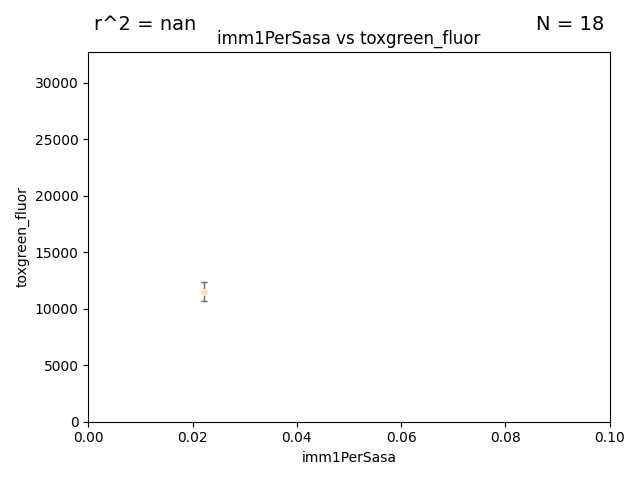 r^2 = nan
N = 18
imm1PerSasa vs toxgreen_fluor
30000
25000
20000
15000
10000
5000
0
toxgreen_fluor
0.00
0.02
0.04
0.06
0.08
0.10
imm1PerSasa